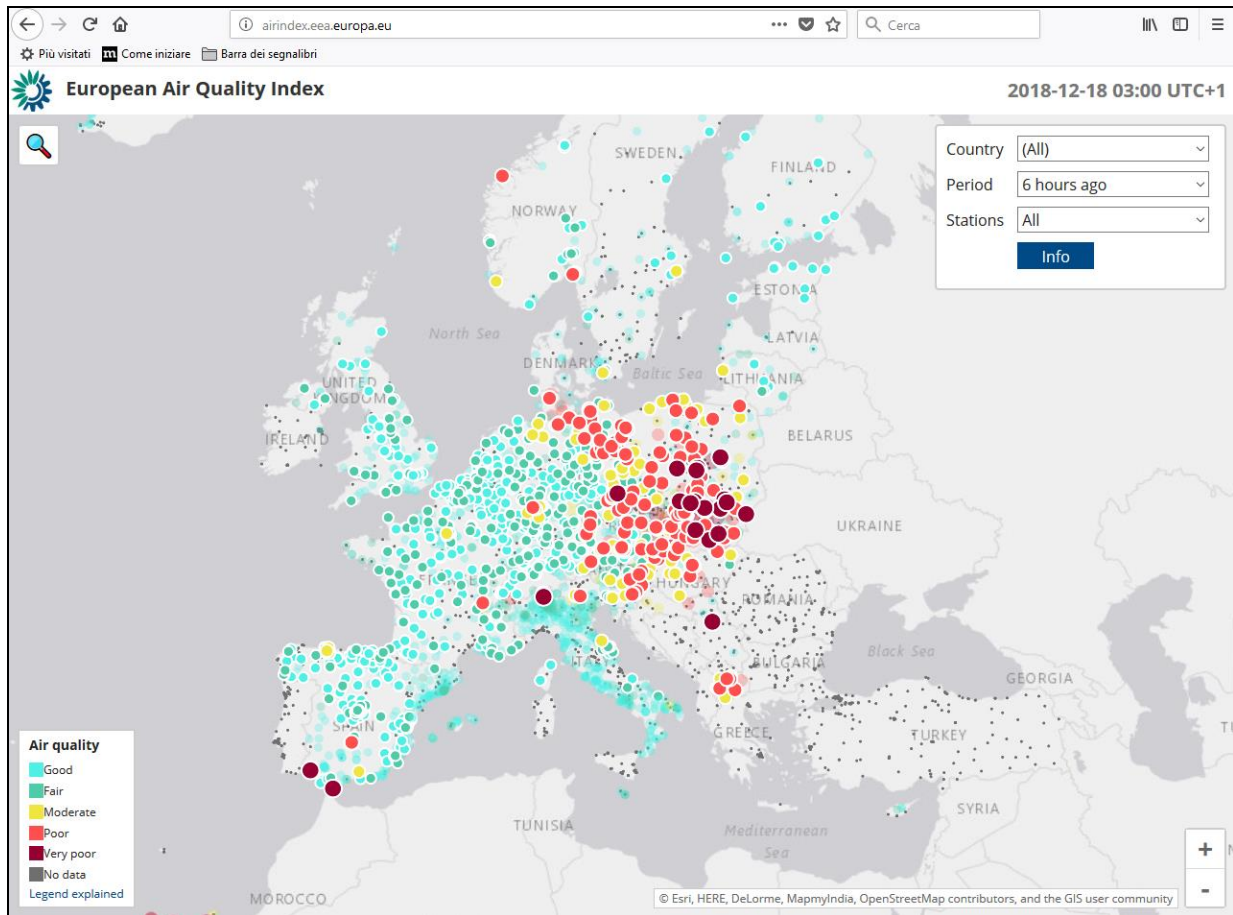 airindex.eea.europa.eu
Cerca
Più visitati Come iniziare Barra dei segnalibri
European Air Quality Index
2018-12-18 03:00 UTC+1
Country (All)
Period 6 hours ago
Stations All
Info
SWEDEN
FINLAND
NORWAY
ESTONIA
North Sea
LATVIA
DENMARK
Baltic Sea
LITHUANIA
UNITED
KINGDOM
IRELAND
BELARUS
UKRAINE
HUNGARY
ROMANIA
Black Sea
ITALY
BULGARIA
GEORGIA
SPAIN
GREECE
TURKEY
SYRIA
TUNISIA
Mediterranean
Sea
MOROCCO
Air quality
Good
Fair
Moderate
Poor
Very poor
No data
Legend explained
+
-
© Esri, HERE, DeLorme, MapmyIndia, OpenStreetMap contributors, and the GIS user community